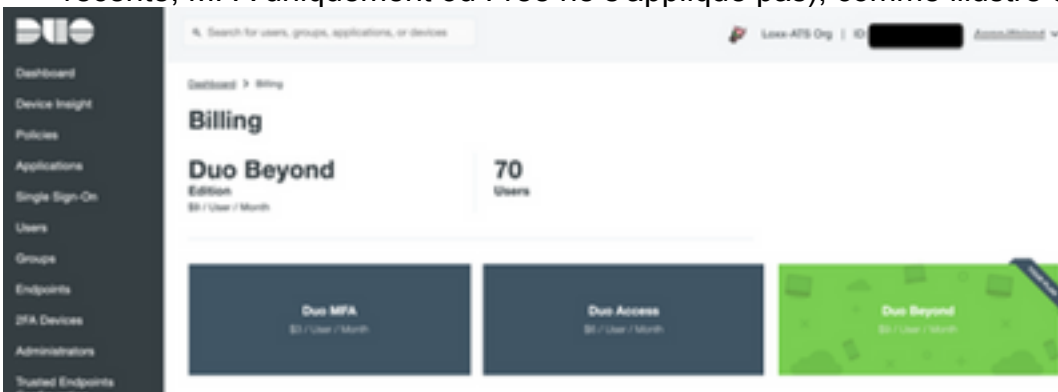 récente, MFA uniquement ou Free ne s'applique pas), comme illustré
DUO
Search for users, groups, applications, or devices
Loxx-ATS Org | ID:
Dashboard
Device Insight
Policies
Applications
Single Sign-On
Users
Groups
Endpoints
2FA Devices
Administrators
Trusted Endpoints
Dashboard > Billing
Billing
Duo Beyond
Edition
$9 / User / Month
70
Users
Duo MFA
$3 / User / Month
Duo Access
$6 / User / Month
Duo Beyond
$9 / User / Month